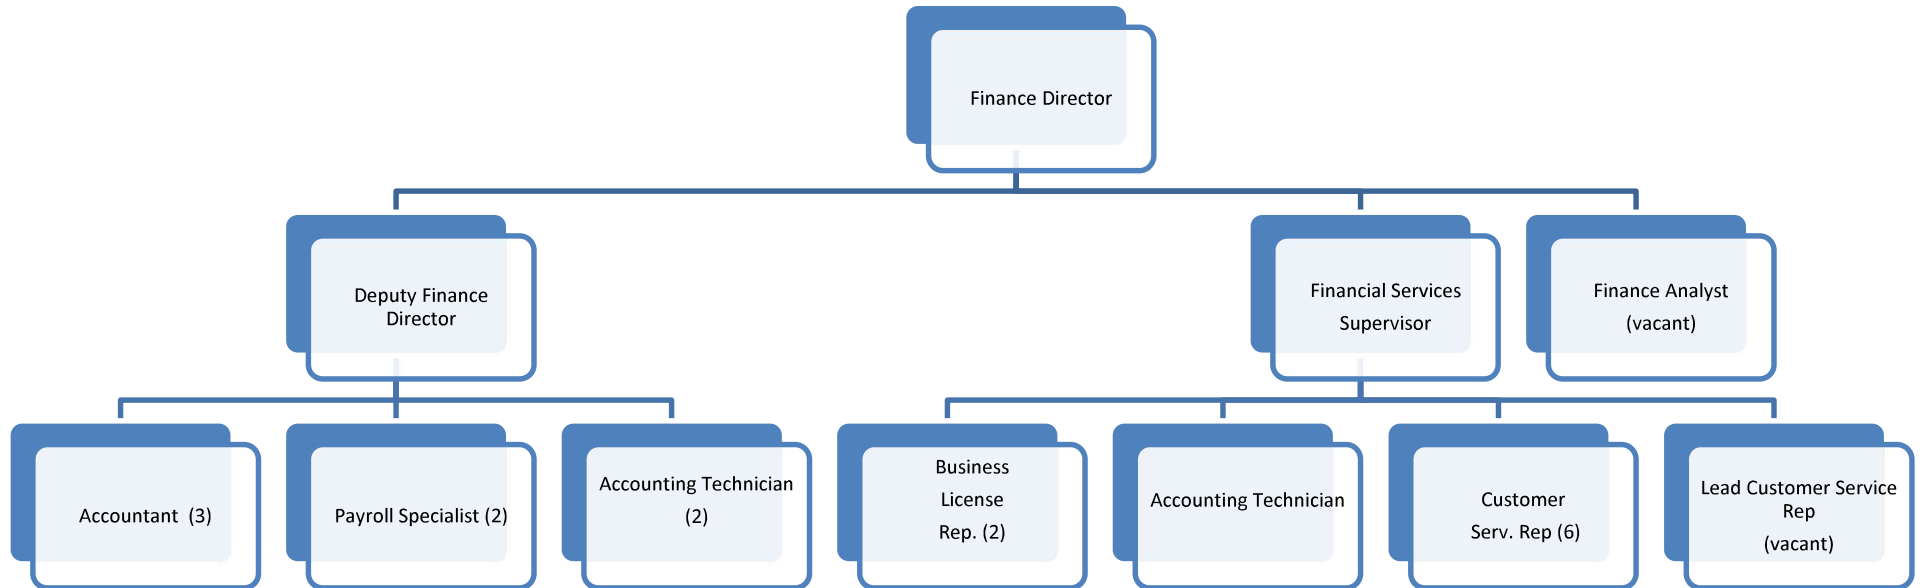 Finance Director
Deputy Finance
Director
Financial Services
Supervisor
Finance Analyst
(vacant)
Accountant  (3)
Payroll Specialist (2)
Accounting Technician
(2)
Business
License
Rep. (2)
Accounting Technician
Customer
Serv. Rep (6)
Lead Customer Service
Rep
(vacant)